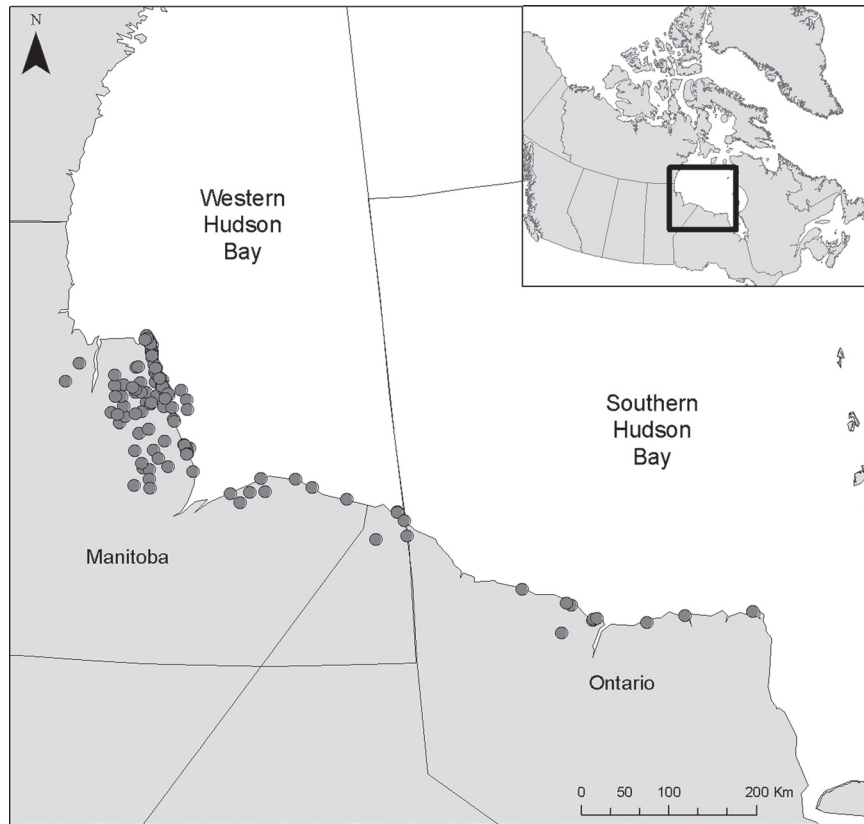 N
Western
Hudson
Bay
Southern
Hudson
Bay
Manitoba
Ontario
0 50 100 200 Km